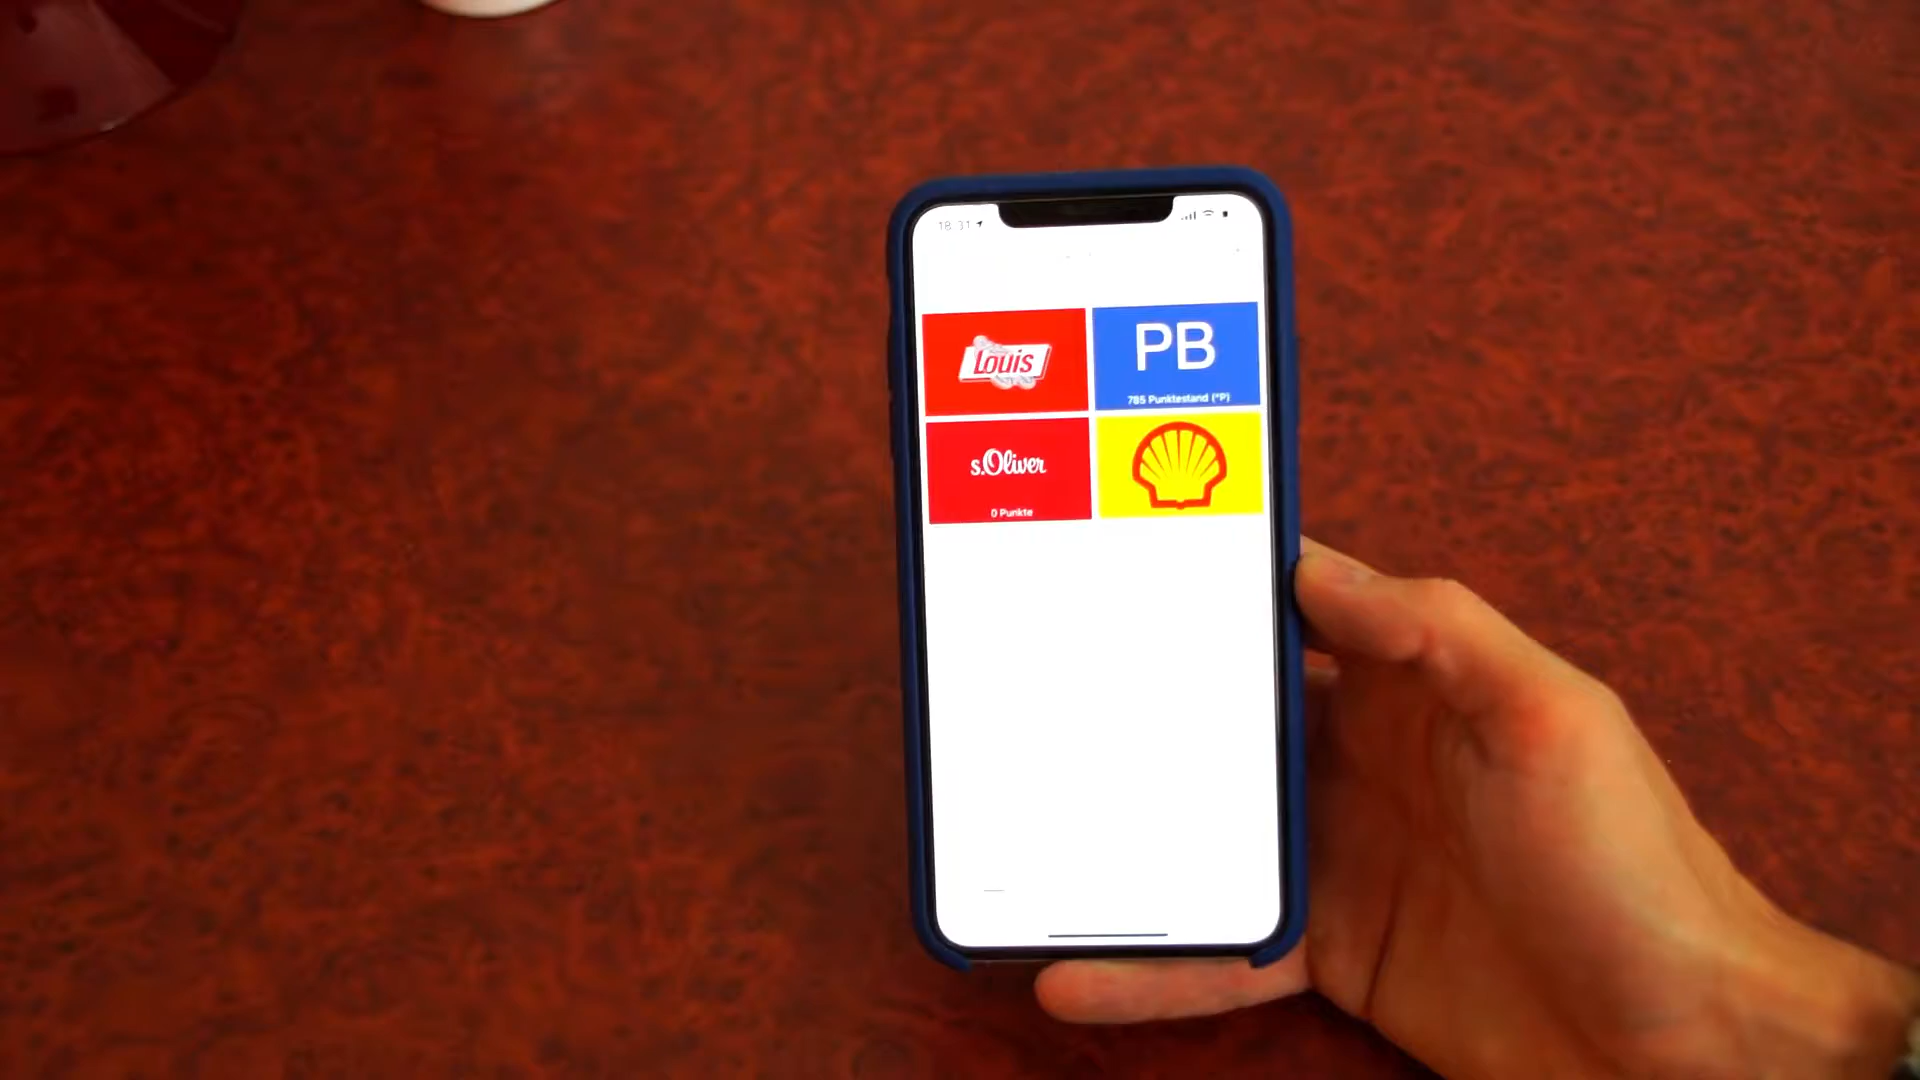 18:31
Louis
PB
785 Punktestand (°P)
s.Oliver
0 Punkte